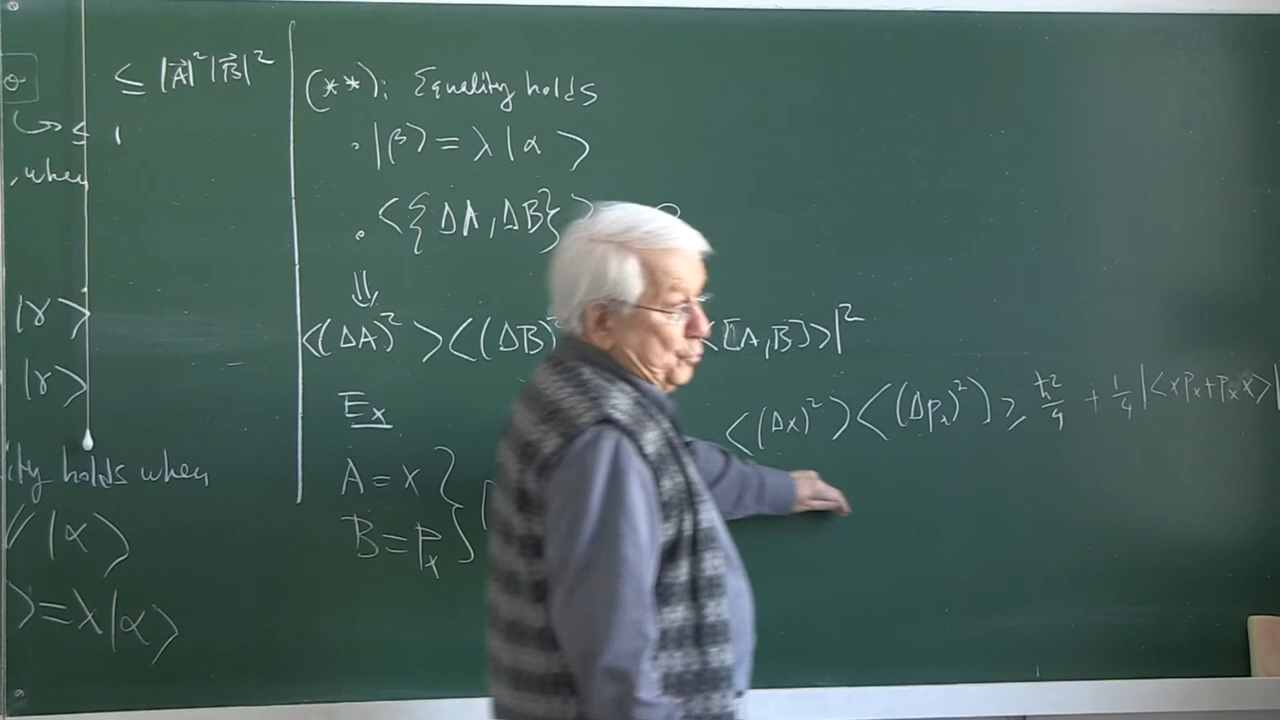 ≤ |A⃗|²|B⃗|²
σ
↪ ≤ 1
, when
|γ⟩
|γ⟩
ity holds when
|α⟩
⟩=λ|α⟩
(**): Equality holds
· |β⟩ = λ|α⟩
· <{ΔA,ΔB}>
⇓
<(ΔA)²><(ΔB)² <[A,B]>|²
Ex
A = x }
B = pₓ
<(Δx)²><(Δpₓ)²> ≥ ħ²/4 + 1/4 |<xpₓ+pₓx>|